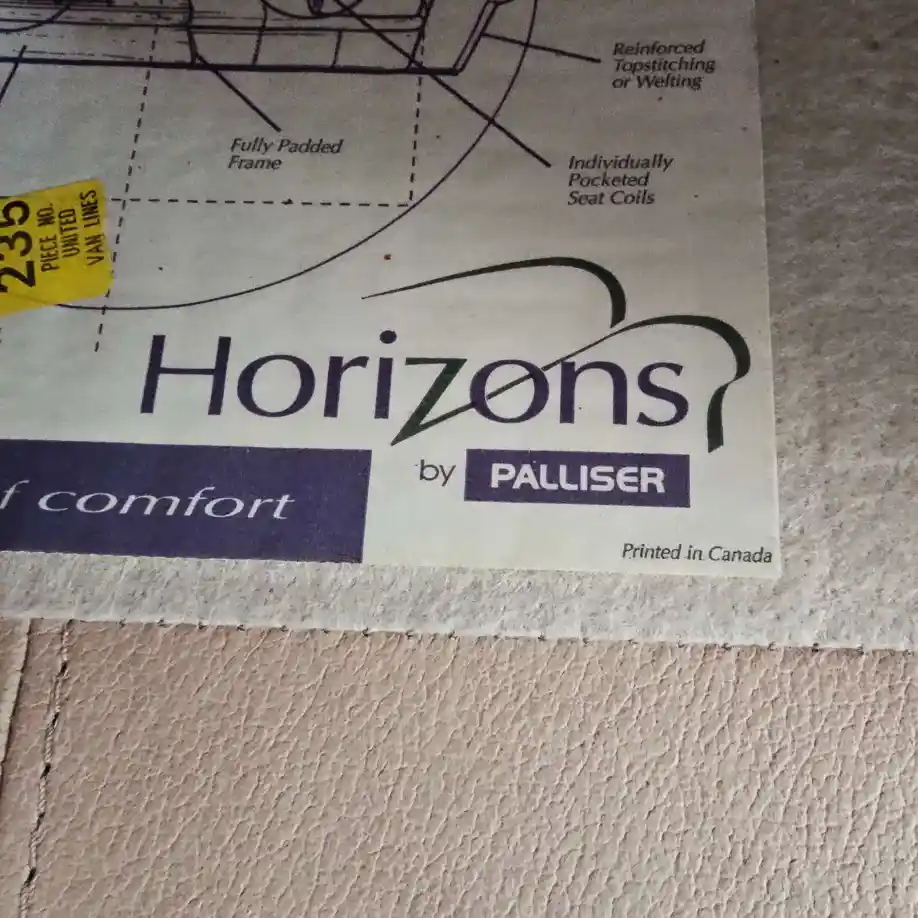 Reinforced
Topstitching
or Welting
Fully Padded
Frame
Individually
Pocketed
Seat Coils
235
PIECE NO.
UNITED
VAN LINES
Horizons
by PALLISER
f comfort
Printed in Canada